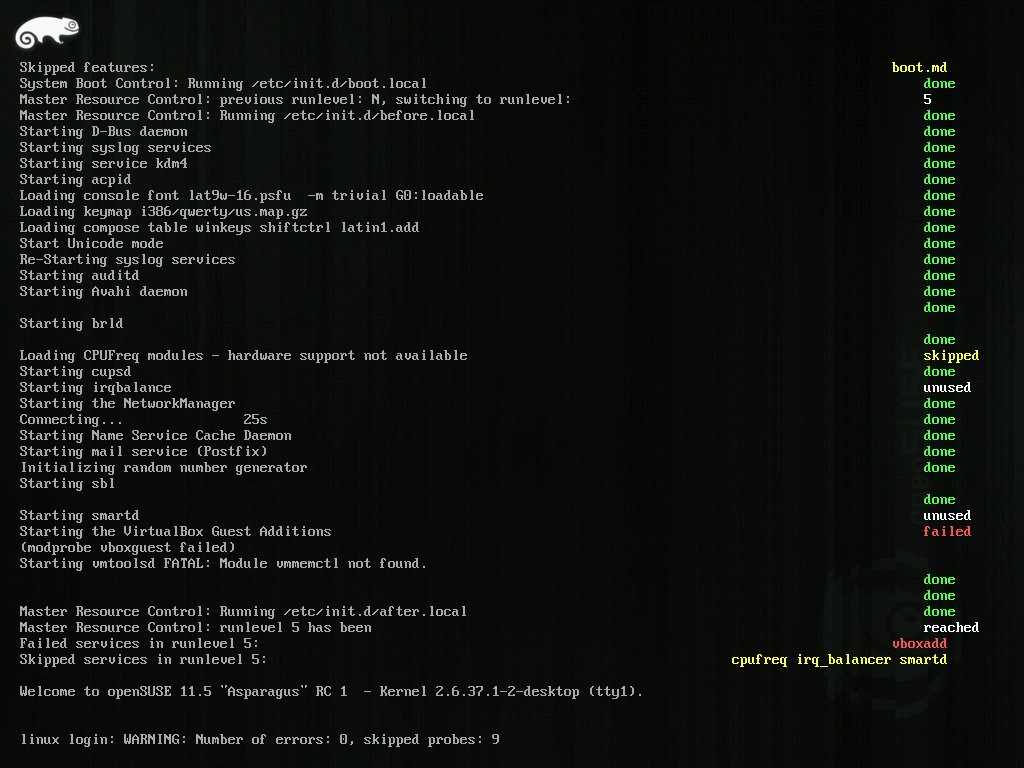 Skipped features: boot.md
System Boot Control: Running /etc/init.d/boot.local done
Master Resource Control: previous runlevel: N, switching to runlevel: 5
Master Resource Control: Running /etc/init.d/before.local done
Starting D-Bus daemon done
Starting syslog services done
Starting service kdm4 done
Starting acpid done
Loading console font lat9w-16.psfu  -m trivial G0:loadable done
Loading keymap i386/qwerty/us.map.gz done
Loading compose table winkeys shiftctrl latin1.add done
Start Unicode mode done
Re-Starting syslog services done
Starting auditd done
Starting Avahi daemon done
done
Starting brld
done
Loading CPUFreq modules - hardware support not available skipped
Starting cupsd done
Starting irqbalance unused
Starting the NetworkManager done
Connecting... 25s done
Starting Name Service Cache Daemon done
Starting mail service (Postfix) done
Initializing random number generator done
Starting sbl
done
Starting smartd unused
Starting the VirtualBox Guest Additions failed
(modprobe vboxguest failed)
Starting vmtoolsd FATAL: Module vmmemctl not found.
done
done
Master Resource Control: Running /etc/init.d/after.local done
Master Resource Control: runlevel 5 has been reached
Failed services in runlevel 5: vboxadd
Skipped services in runlevel 5: cpufreq irq_balancer smartd
Welcome to openSUSE 11.5 "Asparagus" RC 1  - Kernel 2.6.37.1-2-desktop (tty1).
linux login: WARNING: Number of errors: 0, skipped probes: 9